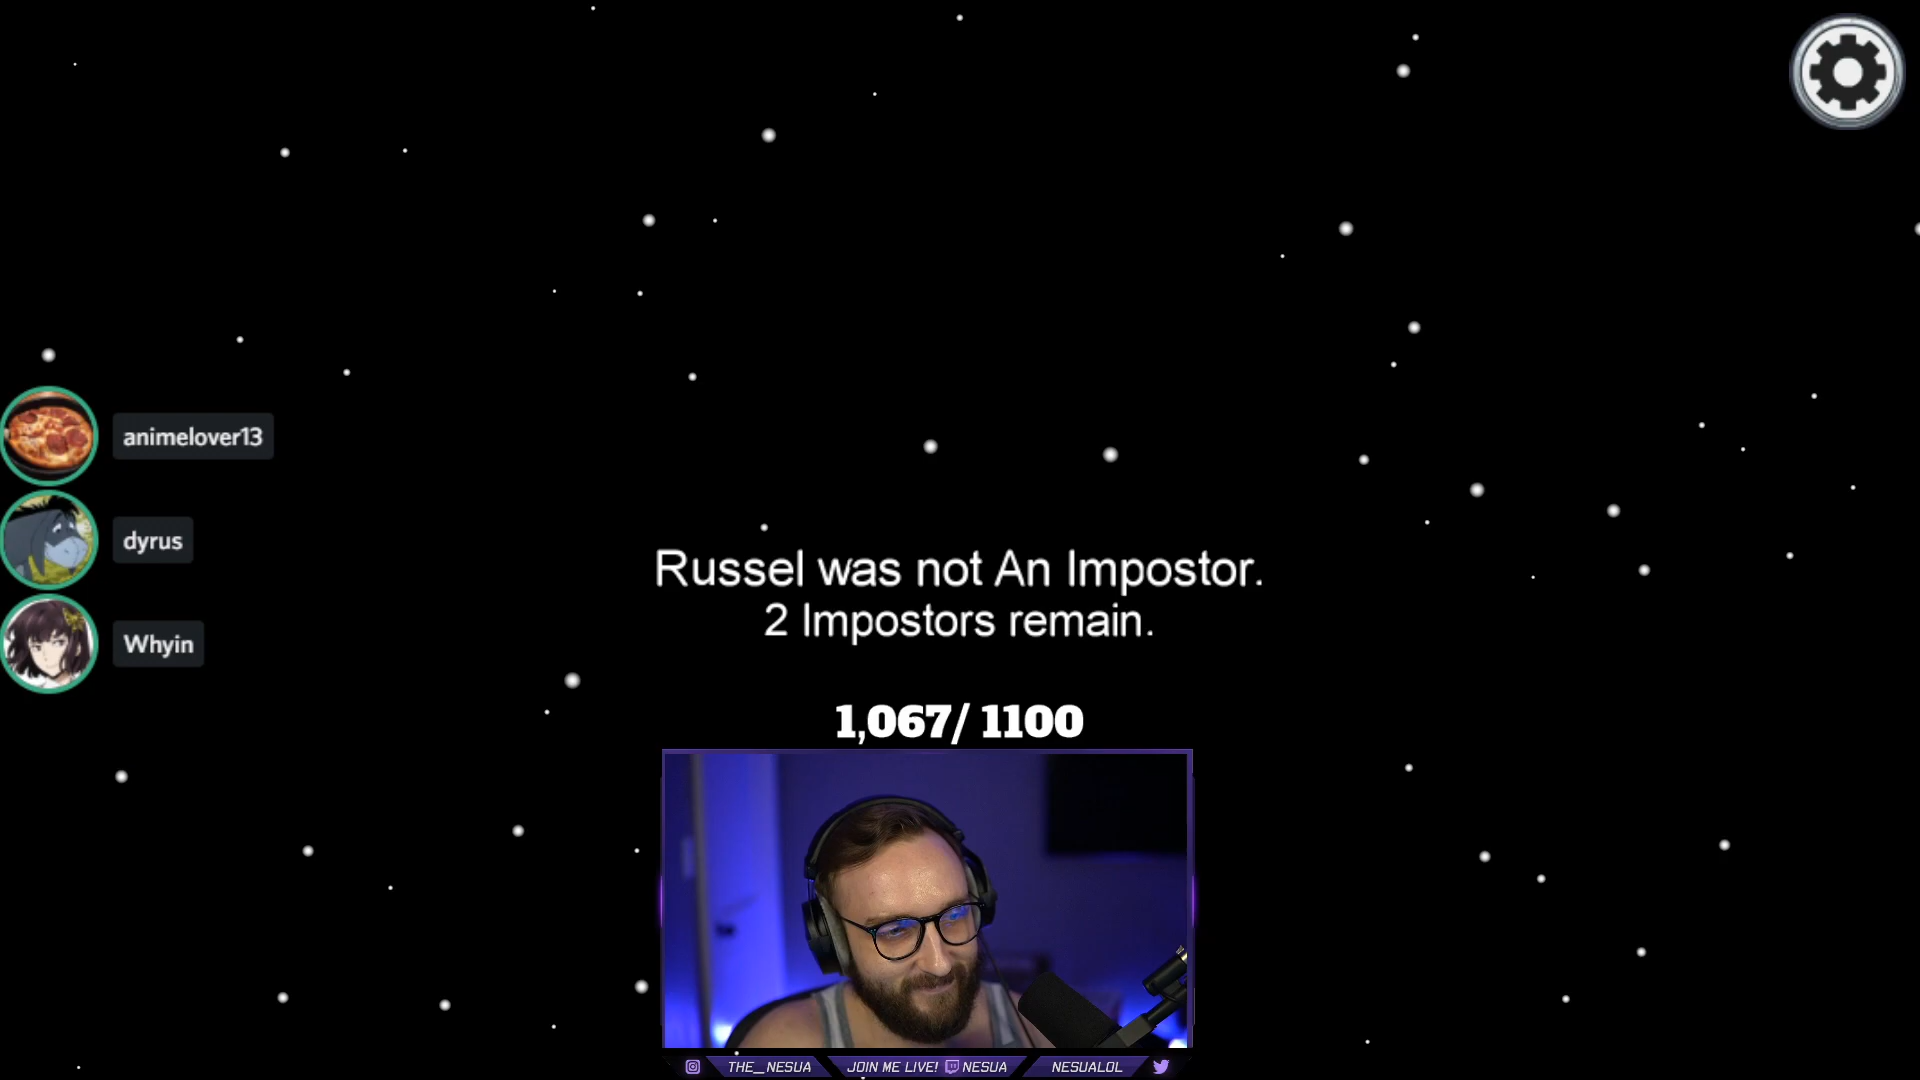 animelover13
dyrus
Whyin
Russel was not An Impostor.
2 Impostors remain.
1,067/ 1100
THE_NESUA
JOIN ME LIVE! NESUA
NESUALOL